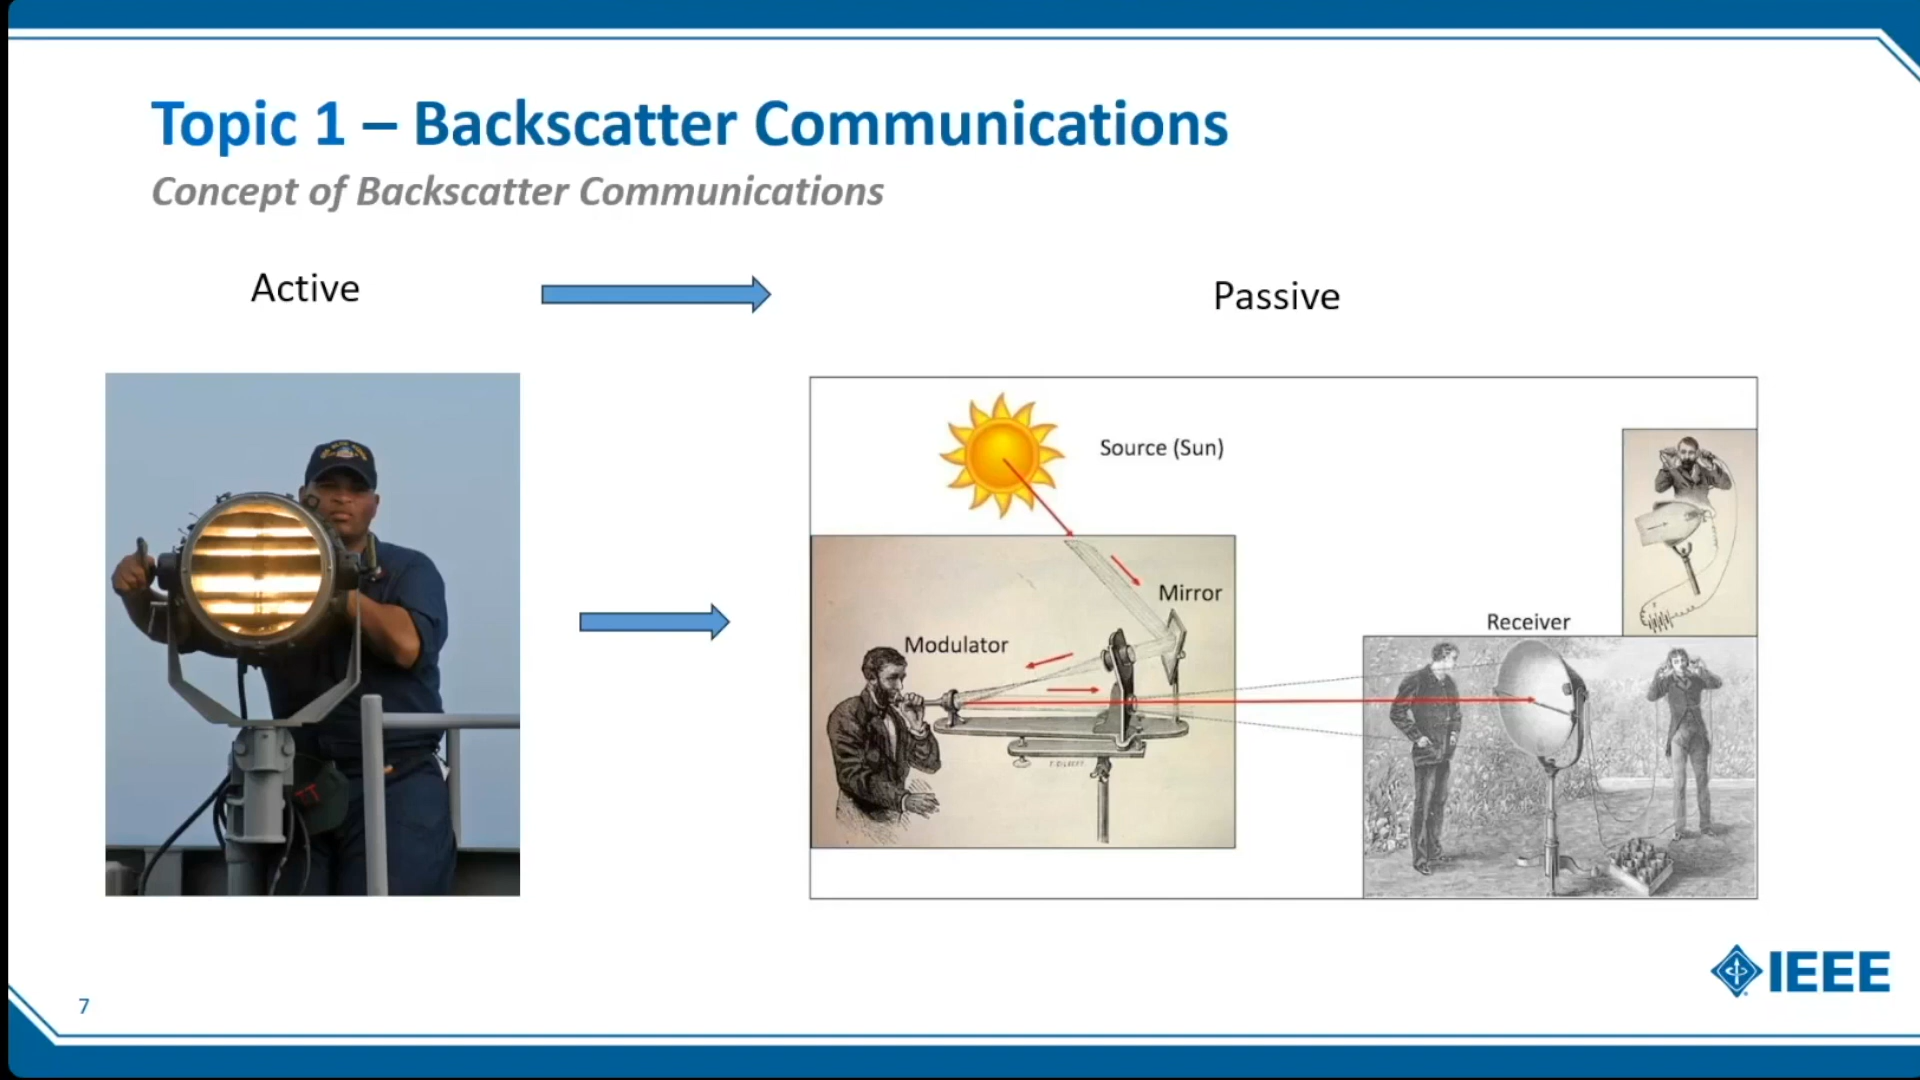 Topic 1 – Backscatter Communications
Concept of Backscatter Communications
Active
Passive
Source (Sun)
Mirror
Modulator
Receiver
IEEE
7